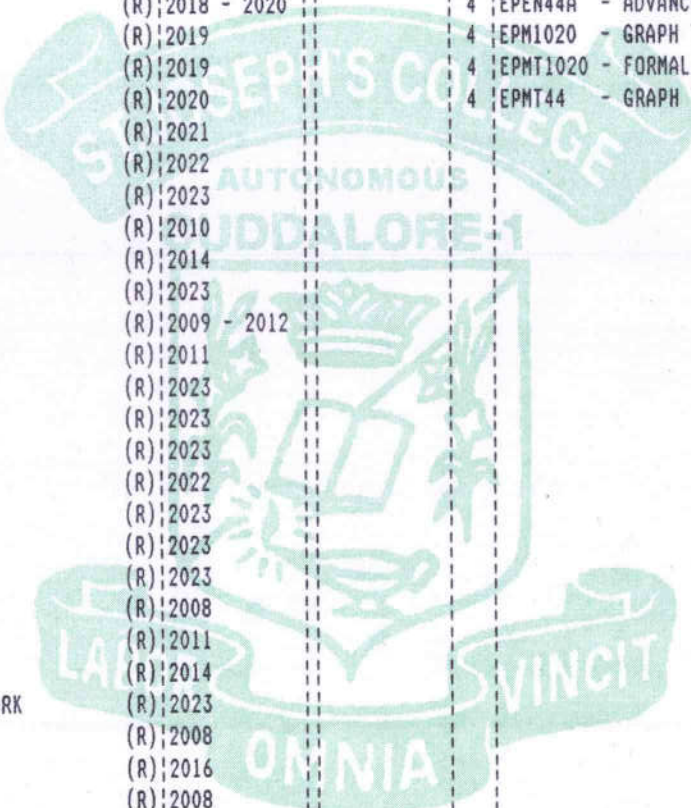 (R)¦2018 - 2020 ¦¦ ¦ 4 ¦EPEN44A - ADVANC
(R)¦2019 ¦¦ ¦ 4 ¦EPM1020 - GRAPH
(R)¦2019 ¦¦ ¦ 4 ¦EPMT1020 - FORMAL
(R)¦2020 ¦¦ ¦ 4 ¦EPMT44 - GRAPH
(R)¦2021
(R)¦2022
(R)¦2023
(R)¦2010
(R)¦2014
(R)¦2023
(R)¦2009 - 2012
(R)¦2011
(R)¦2023
(R)¦2023
(R)¦2023
(R)¦2022
(R)¦2023
(R)¦2023
(R)¦2023
(R)¦2008
(R)¦2011
(R)¦2014
RK (R)¦2023
(R)¦2008
(R)¦2016
(R)¦2008
ST. JOSEPH'S COLLEGE
AUTONOMOUS
CUDDALORE-1
LABOR OMNIA VINCIT